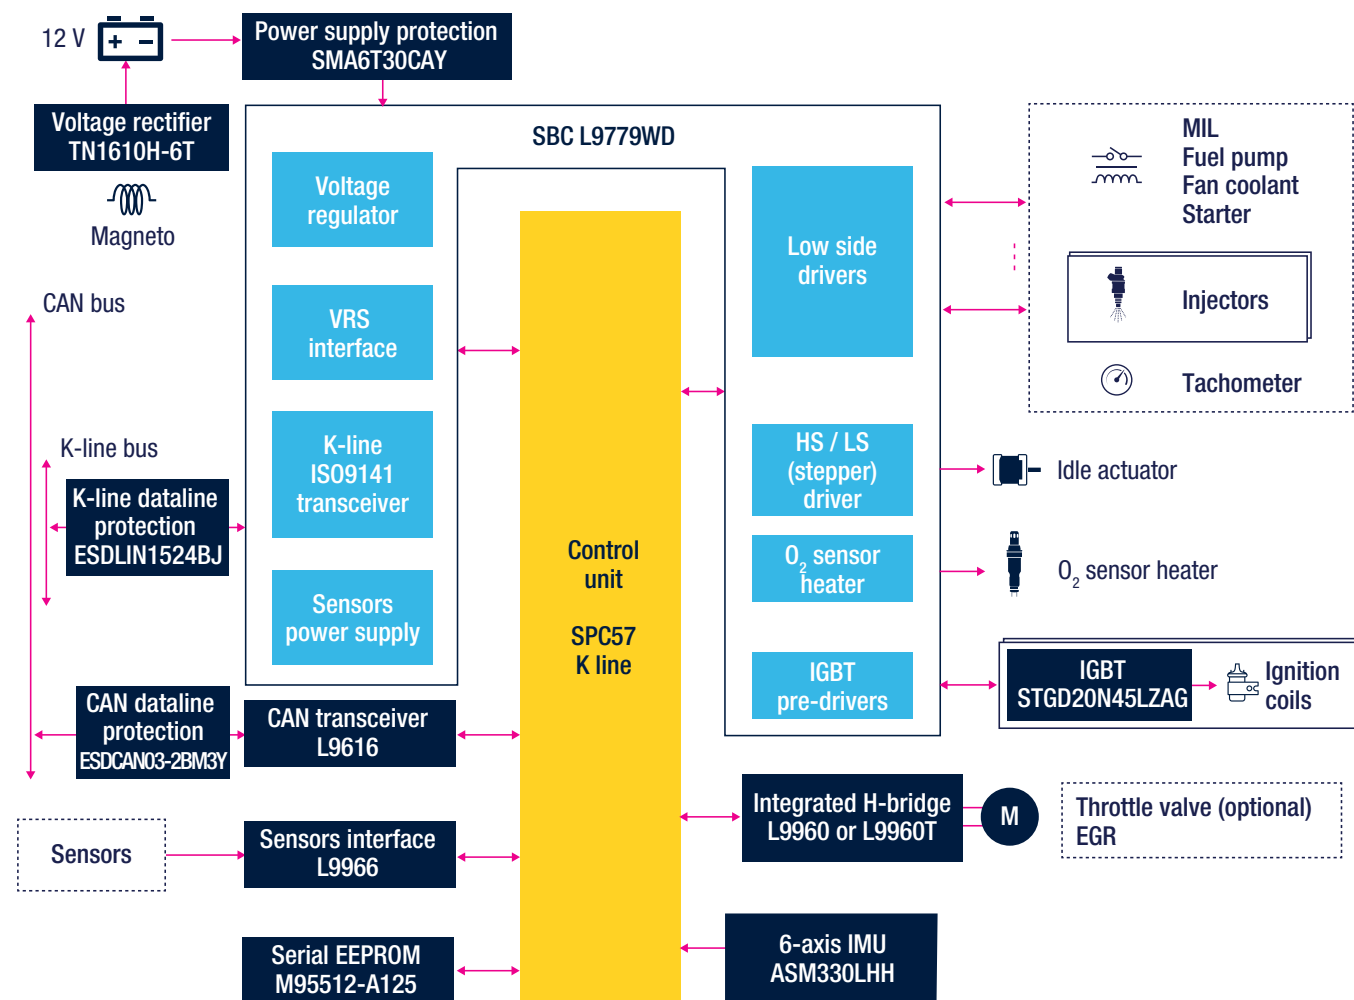 12 V
+ −
Power supply protection
SMA6T30CAY
Voltage rectifier
TN1610H-6T
Magneto
SBC L9779WD
Voltage
regulator
VRS
interface
K-line
ISO9141
transceiver
Sensors
power supply
CAN bus
K-line bus
K-line dataline
protection
ESDLIN1524BJ
CAN dataline
protection
ESDCAN03-2BM3Y
CAN transceiver
L9616
Sensors
Sensors interface
L9966
Serial EEPROM
M95512-A125
Control
unit
SPC57
K line
Low side
drivers
HS / LS
(stepper)
driver
O₂ sensor
heater
IGBT
pre-drivers
MIL
Fuel pump
Fan coolant
Starter
Injectors
Tachometer
Idle actuator
O₂ sensor heater
IGBT
STGD20N45LZAG
Ignition
coils
Integrated H-bridge
L9960 or L9960T
M
Throttle valve (optional)
EGR
6-axis IMU
ASM330LHH